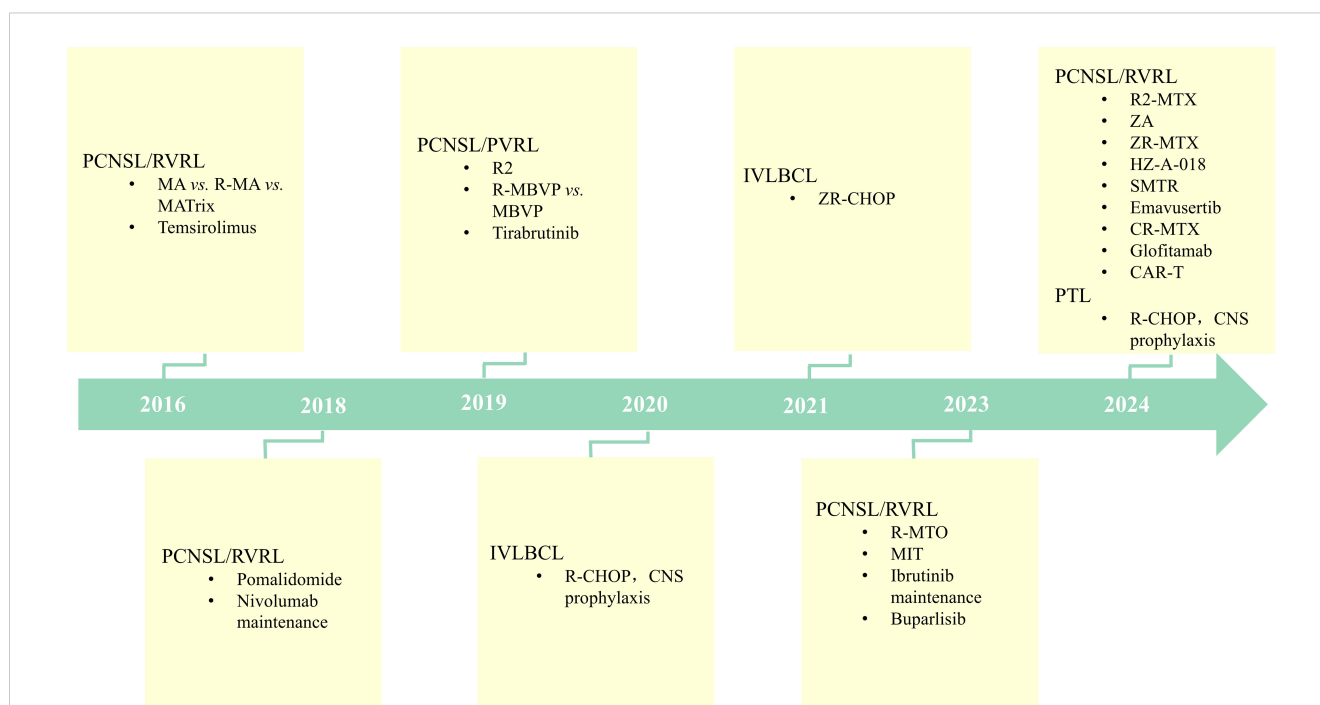 PCNSL/RVRL
• MA vs. R-MA vs.
MATrix
• Temsirolimus
PCNSL/PVRL
• R2
• R-MBVP vs.
MBVP
• Tirabrutinib
IVLBCL
• ZR-CHOP
PCNSL/RVRL
• R2-MTX
• ZA
• ZR-MTX
• HZ-A-018
• SMTR
• Emavusertib
• CR-MTX
• Glofitamab
• CAR-T
PTL
• R-CHOP，CNS
prophylaxis
2016 2018 2019 2020 2021 2023 2024
PCNSL/RVRL
• Pomalidomide
• Nivolumab
maintenance
IVLBCL
• R-CHOP，CNS
prophylaxis
PCNSL/RVRL
• R-MTO
• MIT
• Ibrutinib
maintenance
• Buparlisib